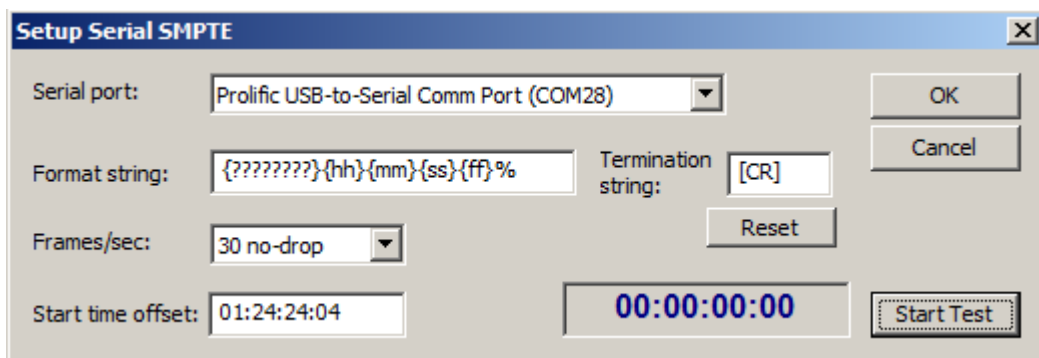 Setup Serial SMPTE
Serial port:
Prolific USB-to-Serial Comm Port (COM28)
OK
Cancel
Format string:
{????????}{hh}{mm}{ss}{ff}%
Termination
string:
[CR]
Reset
Frames/sec:
30 no-drop
Start time offset:
01:24:24:04
00:00:00:00
Start Test